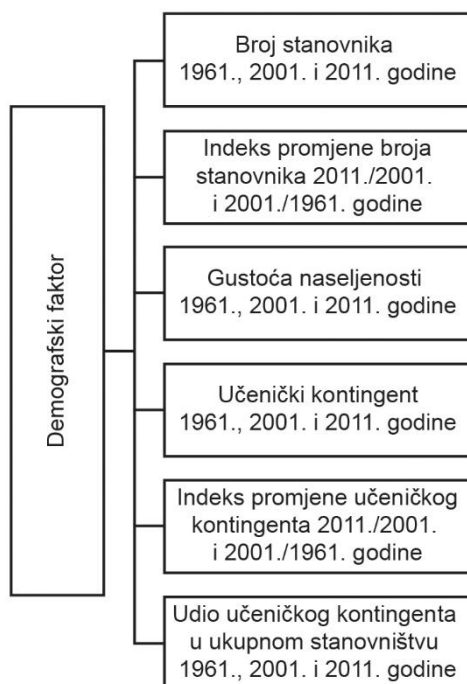 Demografski faktor
Broj stanovnika
1961., 2001. i 2011. godine
Indeks promjene broja
stanovnika 2011./2001.
i 2001./1961. godine
Gustoća naseljenosti
1961., 2001. i 2011. godine
Učenički kontingent
1961., 2001. i 2011. godine
Indeks promjene učeničkog
kontingenta 2011./2001.
i 2001./1961. godine
Udio učeničkog kontingenta
u ukupnom stanovništvu
1961., 2001. i 2011. godine